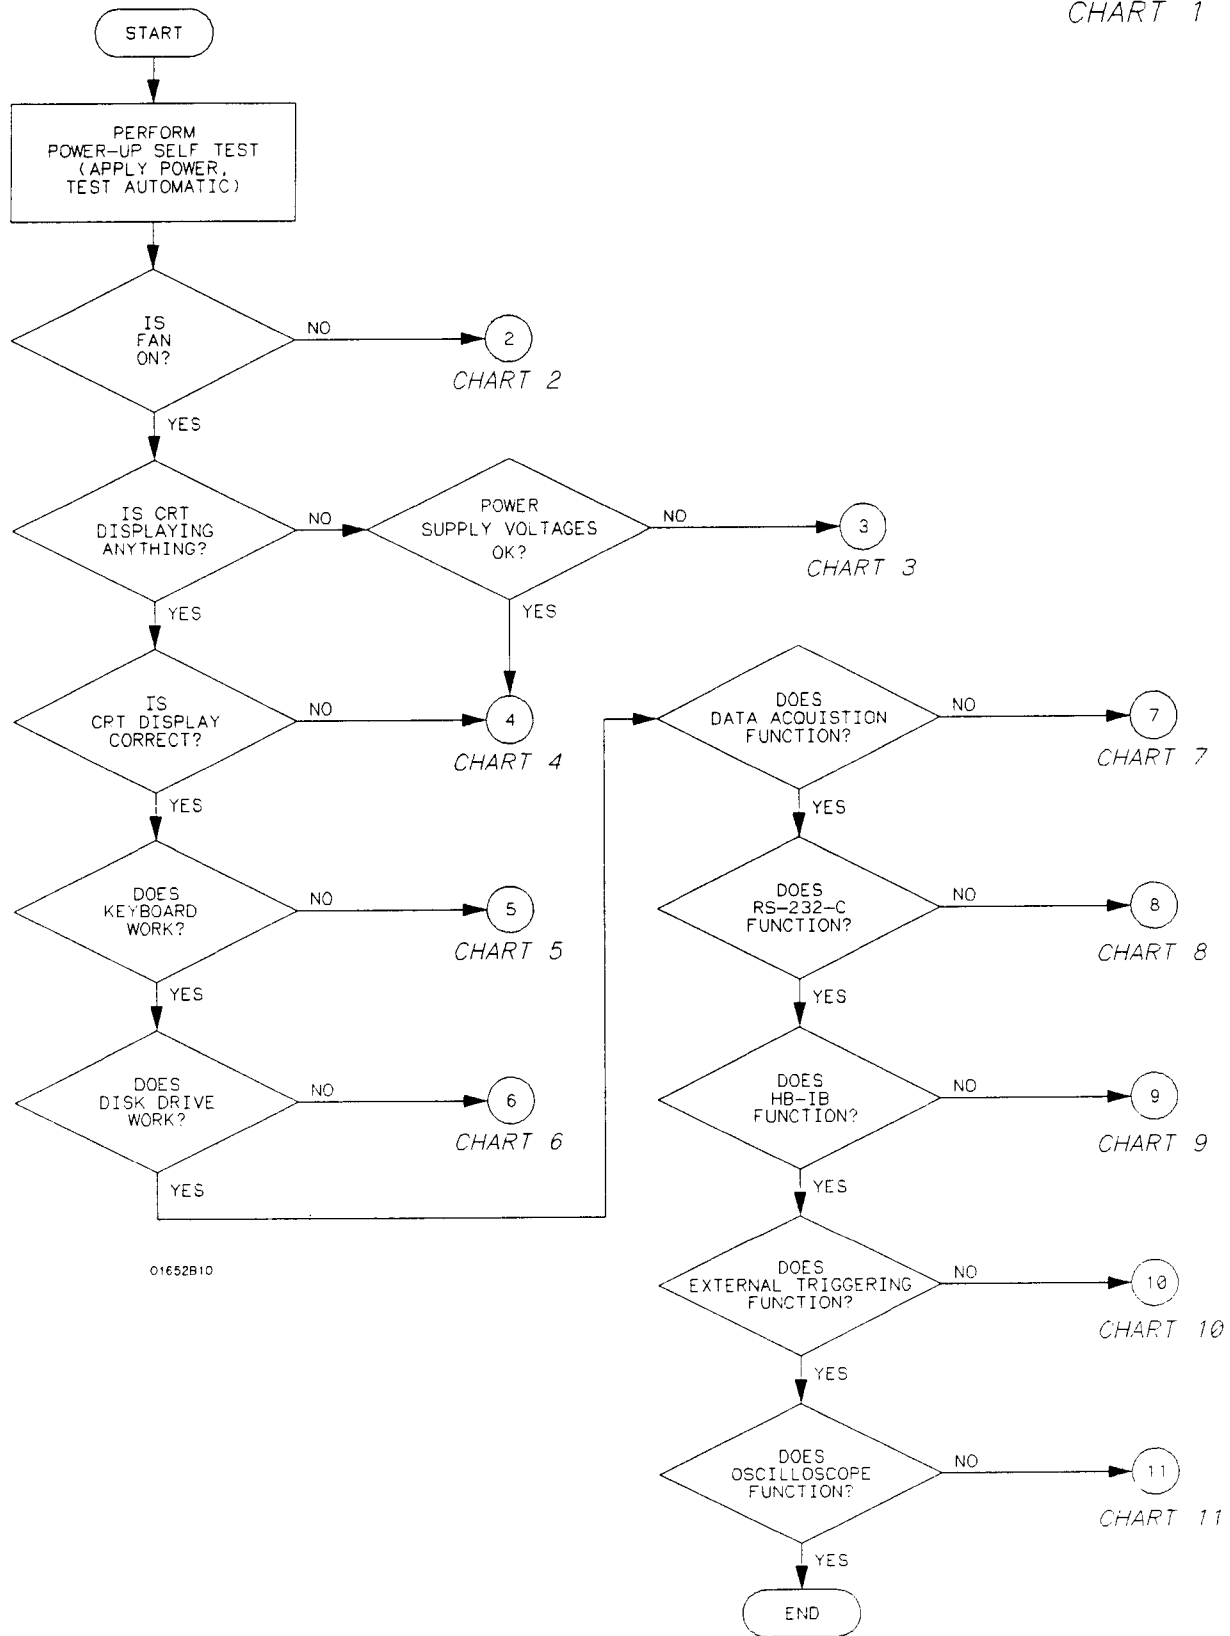 CHART 1
START
PERFORM
POWER-UP SELF TEST
(APPLY POWER,
TEST AUTOMATIC)
IS
FAN
ON?
NO
2
CHART 2
YES
IS CRT
DISPLAYING
ANYTHING?
NO
POWER
SUPPLY VOLTAGES
OK?
NO
3
CHART 3
YES
YES
IS
CRT DISPLAY
CORRECT?
NO
4
CHART 4
YES
DOES
KEYBOARD
WORK?
NO
5
CHART 5
YES
DOES
DISK DRIVE
WORK?
NO
6
CHART 6
YES
DOES
DATA ACQUISTION
FUNCTION?
NO
7
CHART 7
YES
DOES
RS-232-C
FUNCTION?
NO
8
CHART 8
YES
DOES
HB-IB
FUNCTION?
NO
9
CHART 9
YES
DOES
EXTERNAL TRIGGERING
FUNCTION?
NO
10
CHART 10
YES
DOES
OSCILLOSCOPE
FUNCTION?
NO
11
CHART 11
YES
END
01652B10